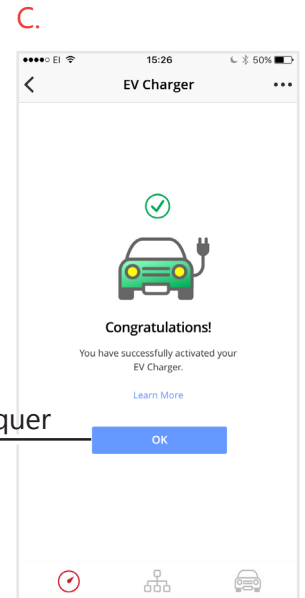 C.
●●●●○ EI 15:26 50%
EV Charger
Congratulations!
You have successfully activated your
EV Charger.
Learn More
quer
OK